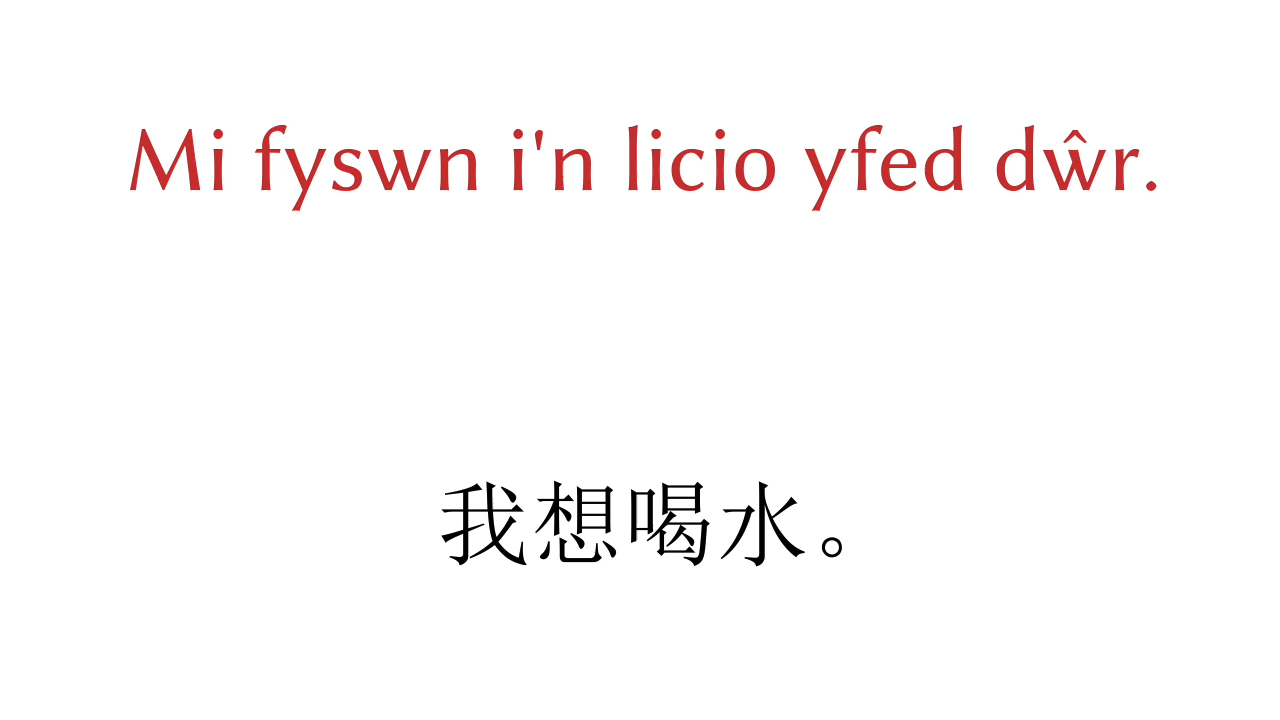 Mi fyswn i'n licio yfed dŵr.
我想喝水。